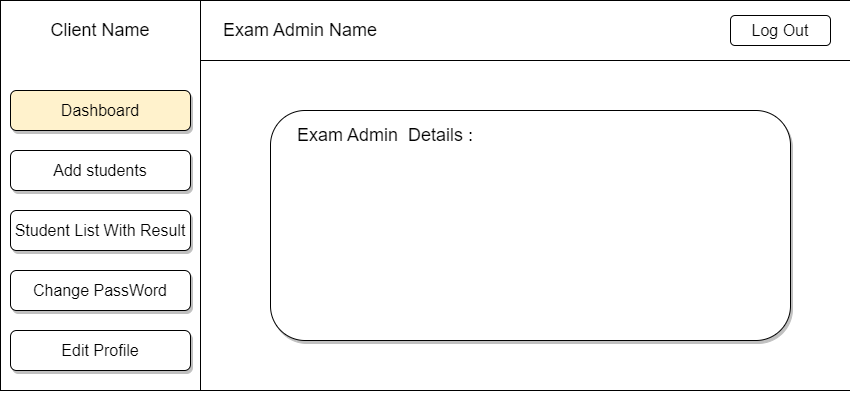 Client Name
Exam Admin Name
Log Out
Dashboard
Add students
Student List With Result
Change PassWord
Edit Profile
Exam Admin  Details :